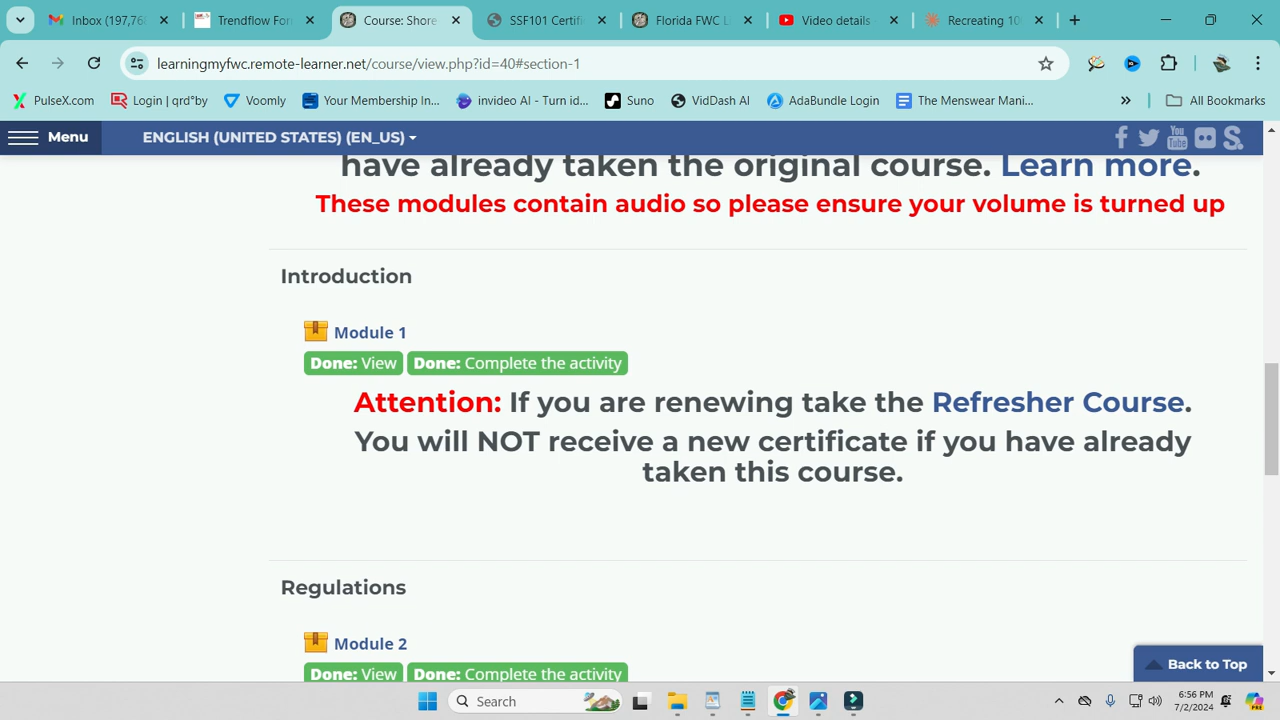 Inbox (197,76
Trendflow For
Course: Shore
SSF101 Certifi
Florida FWC L
Video details
Recreating 10
learningmyfwc.remote-learner.net/course/view.php?id=40#section-1
PulseX.com
Login | qrd°by
Voomly
Your Membership In...
invideo AI - Turn id...
Suno
VidDash AI
AdaBundle Login
The Menswear Mani...
All Bookmarks
Menu
ENGLISH (UNITED STATES) (EN_US)
have already taken the original course. Learn more.
These modules contain audio so please ensure your volume is turned up
Introduction
Module 1
Done: View Done: Complete the activity
Attention: If you are renewing take the Refresher Course.
You will NOT receive a new certificate if you have already
taken this course.
Regulations
Module 2
Done: View Done: Complete the activity
Back to Top
Search
6:56 PM
7/2/2024